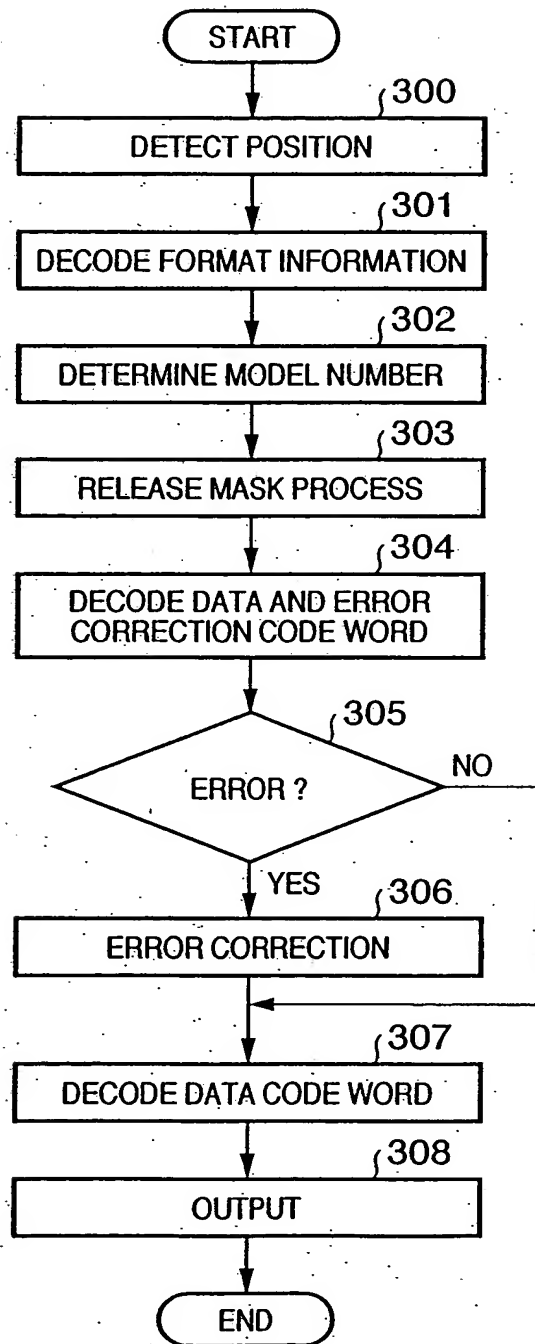 START
300
DETECT POSITION
301
DECODE FORMAT INFORMATION
302
DETERMINE MODEL NUMBER
303
RELEASE MASK PROCESS
304
DECODE DATA AND ERROR
CORRECTION CODE WORD
305
ERROR ?
NO
YES
306
ERROR CORRECTION
307
DECODE DATA CODE WORD
308
OUTPUT
END